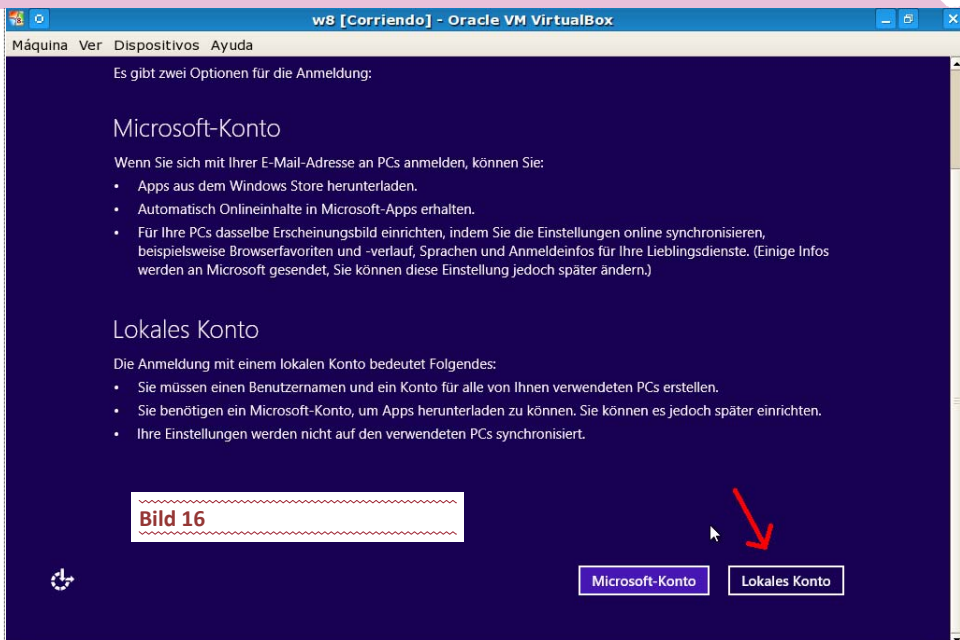 w8 [Corriendo] - Oracle VM VirtualBox
Máquina Ver Dispositivos Ayuda
Es gibt zwei Optionen für die Anmeldung:
Microsoft-Konto
Wenn Sie sich mit Ihrer E-Mail-Adresse an PCs anmelden, können Sie:
• Apps aus dem Windows Store herunterladen.
• Automatisch Onlineinhalte in Microsoft-Apps erhalten.
• Für Ihre PCs dasselbe Erscheinungsbild einrichten, indem Sie die Einstellungen online synchronisieren,
beispielsweise Browserfavoriten und -verlauf, Sprachen und Anmeldeinfos für Ihre Lieblingsdienste. (Einige Infos
werden an Microsoft gesendet, Sie können diese Einstellung jedoch später ändern.)
Lokales Konto
Die Anmeldung mit einem lokalen Konto bedeutet Folgendes:
• Sie müssen einen Benutzernamen und ein Konto für alle von Ihnen verwendeten PCs erstellen.
• Sie benötigen ein Microsoft-Konto, um Apps herunterladen zu können. Sie können es jedoch später einrichten.
• Ihre Einstellungen werden nicht auf den verwendeten PCs synchronisiert.
Bild 16
Microsoft-Konto Lokales Konto